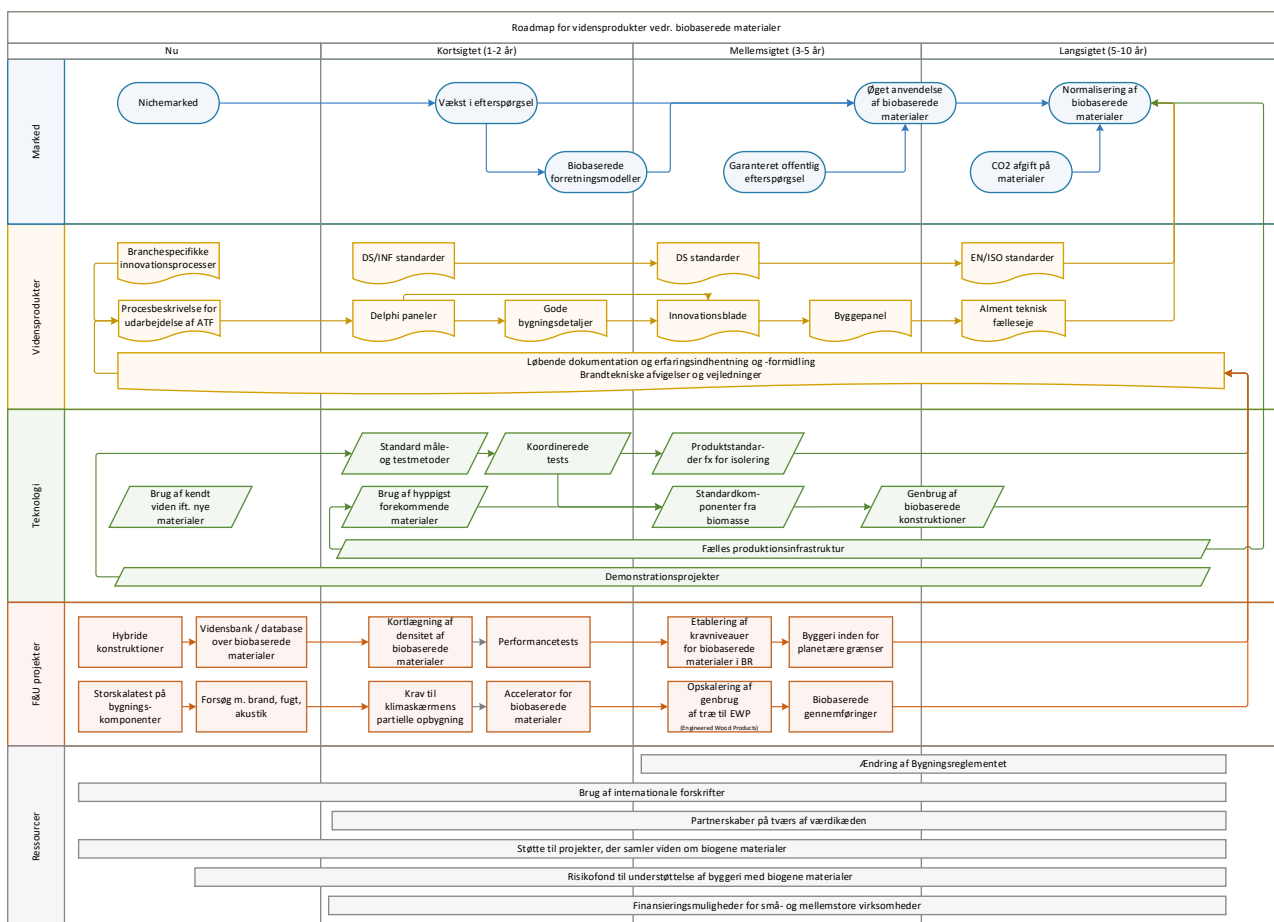 Roadmap for vidensprodukter vedr. biobaserede materialer
Nu
Kortsigtet (1-2 år)
Mellemsigtet (3-5 år)
Langsigtet (5-10 år)
Marked
Nichemarked
Vækst i efterspørgsel
Øget anvendelse
af biobaserede
materialer
Normalisering af
biobaserede
materialer
Biobaserede
forretningsmodeller
Garanteret offentlig
efterspørgsel
CO2 afgift på
materialer
Vidensprodukter
Branchespecifikke
innovationsprocesser
DS/INF standarder
DS standarder
EN/ISO standarder
Procesbeskrivelse for
udarbejdelse af ATF
Delphi paneler
Gode
bygningsdetaljer
Innovationsblade
Byggepanel
Alment teknisk
fælleseje
Løbende dokumentation og erfaringsindhentning og -formidling
Brandtekniske afvigelser og vejledninger
Teknologi
Standard måle-
og testmetoder
Koordinerede
tests
Produktstandar-
der fx for isolering
Brug af kendt
viden ift. nye
materialer
Brug af hyppigst
forekommende
materialer
Standardkom-
ponenter fra
biomasse
Genbrug af
biobaserede
konstruktioner
Fælles produktionsinfrastruktur
Demonstrationsprojekter
F&U projekter
Hybride
konstruktioner
Vidensbank / database
over biobaserede
materialer
Kortlægning af
densitet af
biobaserede
materialer
Performancetests
Etablering af
kravniveauer
for biobaserede
materialer i BR
Byggeri inden for
planetære grænser
Storskalatest på
bygnings-
komponenter
Forsøg m. brand, fugt,
akustik
Krav til
klimaskærmens
partielle opbygning
Accelerator for
biobaserede
materialer
Opskalering af
genbrug
af træ til EWP
(Engineered Wood Products)
Biobaserede
gennemføringer
Ressourcer
Ændring af Bygningsreglementet
Brug af internationale forskrifter
Partnerskaber på tværs af værdikæden
Støtte til projekter, der samler viden om biogene materialer
Risikofond til understøttelse af byggeri med biogene materialer
Finansieringsmuligheder for små- og mellemstore virksomheder